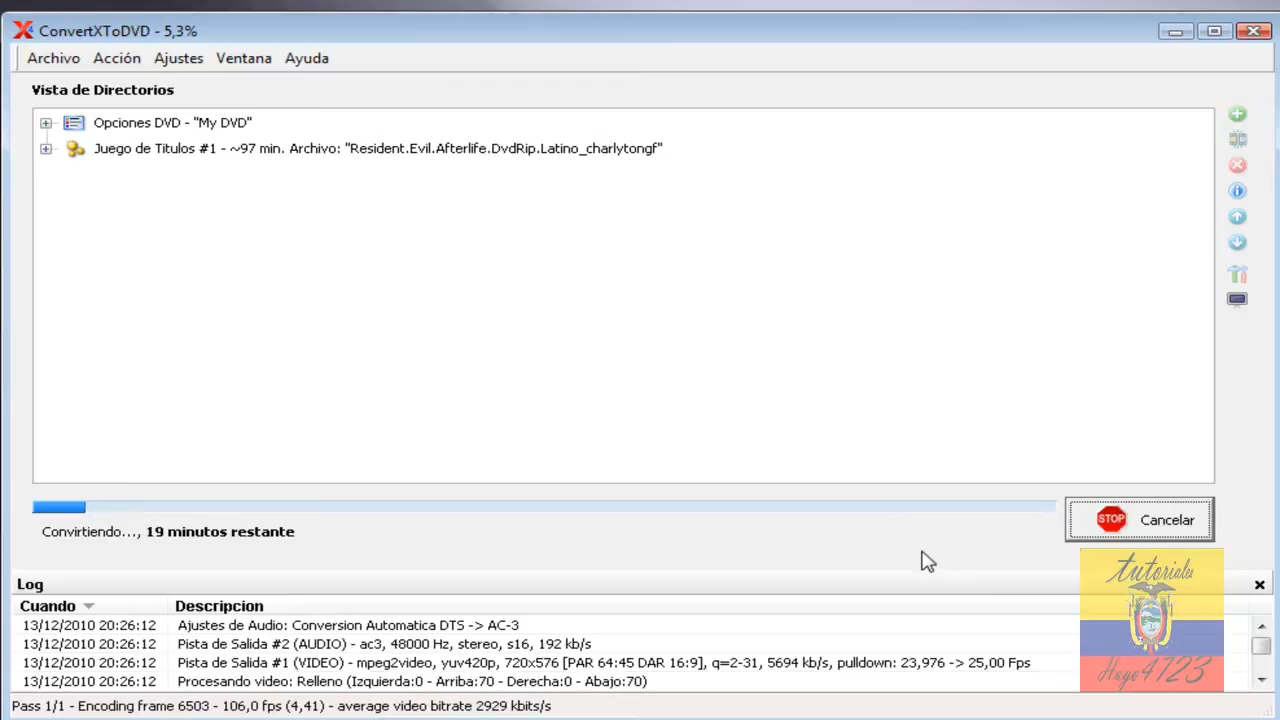 ConvertXToDVD - 5,3%
Archivo Acción Ajustes Ventana Ayuda
Vista de Directorios
Opciones DVD - "My DVD"
Juego de Titulos #1 - ~97 min. Archivo: "Resident.Evil.Afterlife.DvdRip.Latino_charlytongf"
Convirtiendo..., 19 minutos restante
STOP Cancelar
tutoriales
Hugo4723
Log
Cuando Descripcion
13/12/2010 20:26:12 Ajustes de Audio: Conversion Automatica DTS -> AC-3
13/12/2010 20:26:12 Pista de Salida #2 (AUDIO) - ac3, 48000 Hz, stereo, s16, 192 kb/s
13/12/2010 20:26:12 Pista de Salida #1 (VIDEO) - mpeg2video, yuv420p, 720x576 [PAR 64:45 DAR 16:9], q=2-31, 5694 kb/s, pulldown: 23,976 -> 25,00 Fps
13/12/2010 20:26:12 Procesando video: Relleno (Izquierda:0 - Arriba:70 - Derecha:0 - Abajo:70)
Pass 1/1 - Encoding frame 6503 - 106,0 fps (4,41) - average video bitrate 2929 kbits/s